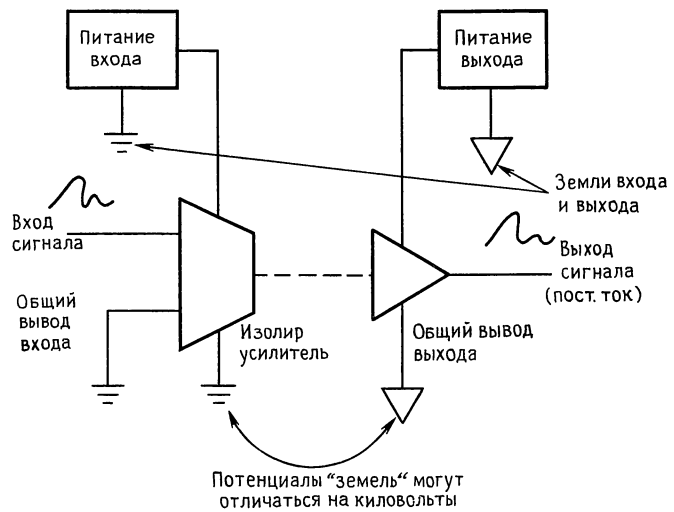 Питание
входа
Питание
выхода
Земли входа
и выхода
Вход
сигнала
Выход
сигнала
(пост. ток)
Общий
вывод
входа
Изолир
усилитель
Общий вывод
выхода
Потенциалы "земель" могут
отличаться на киловольты